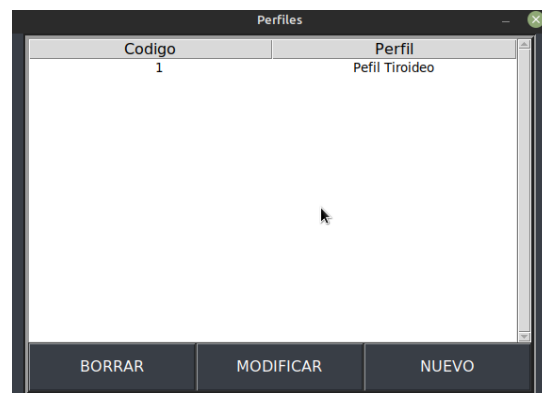 Perfiles
Codigo Perfil
1 Pefil Tiroideo
BORRAR MODIFICAR NUEVO